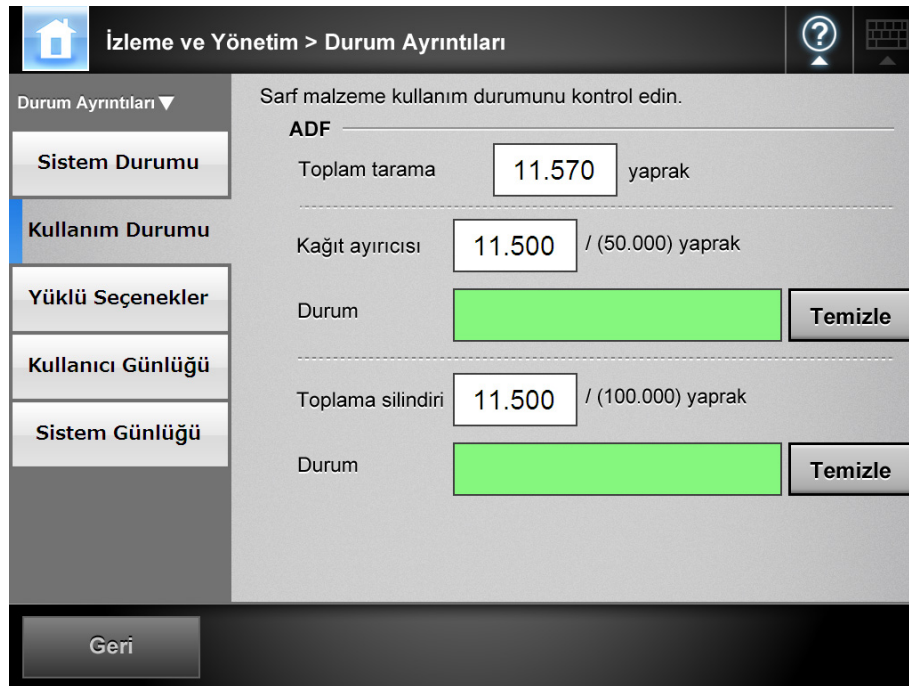 İzleme ve Yönetim > Durum Ayrıntıları
?
Durum Ayrıntıları ▼
Sistem Durumu
Kullanım Durumu
Yüklü Seçenekler
Kullanıcı Günlüğü
Sistem Günlüğü
Sarf malzeme kullanım durumunu kontrol edin.
ADF
Toplam tarama 11.570 yaprak
Kağıt ayırıcısı 11.500 / (50.000) yaprak
Durum Temizle
Toplama silindiri 11.500 / (100.000) yaprak
Durum Temizle
Geri